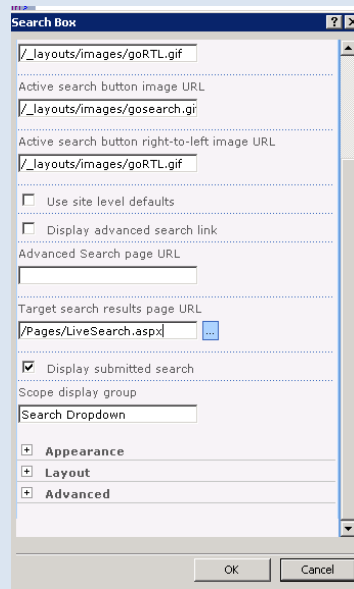 Search Box
/_layouts/images/goRTL.gif
Active search button image URL
/_layouts/images/gosearch.gi
Active search button right-to-left image URL
/_layouts/images/goRTL.gif
Use site level defaults
Display advanced search link
Advanced Search page URL
Target search results page URL
/Pages/LiveSearch.aspx
...
Display submitted search
Scope display group
Search Dropdown
Appearance
Layout
Advanced
OK Cancel